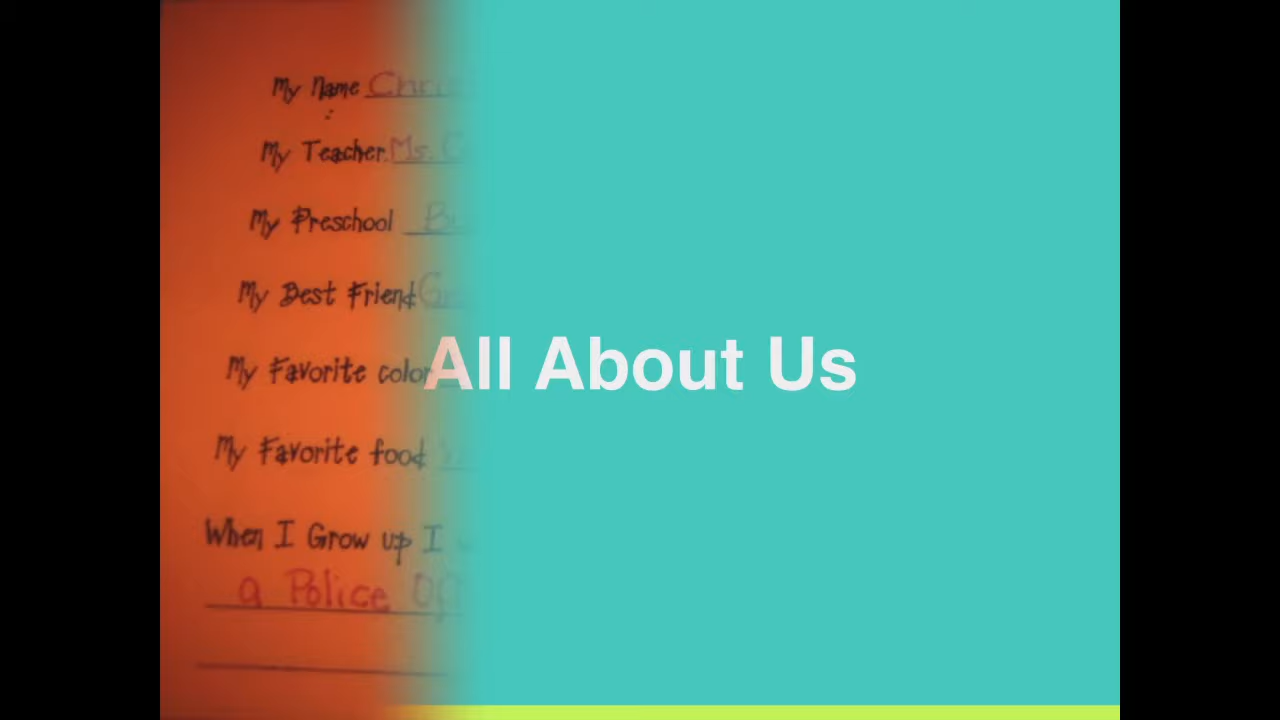 My Name
My Teacher Ms.
My Preschool
My Best Friend
All About Us
My Favorite color
My Favorite food
When I Grow up I
a Police